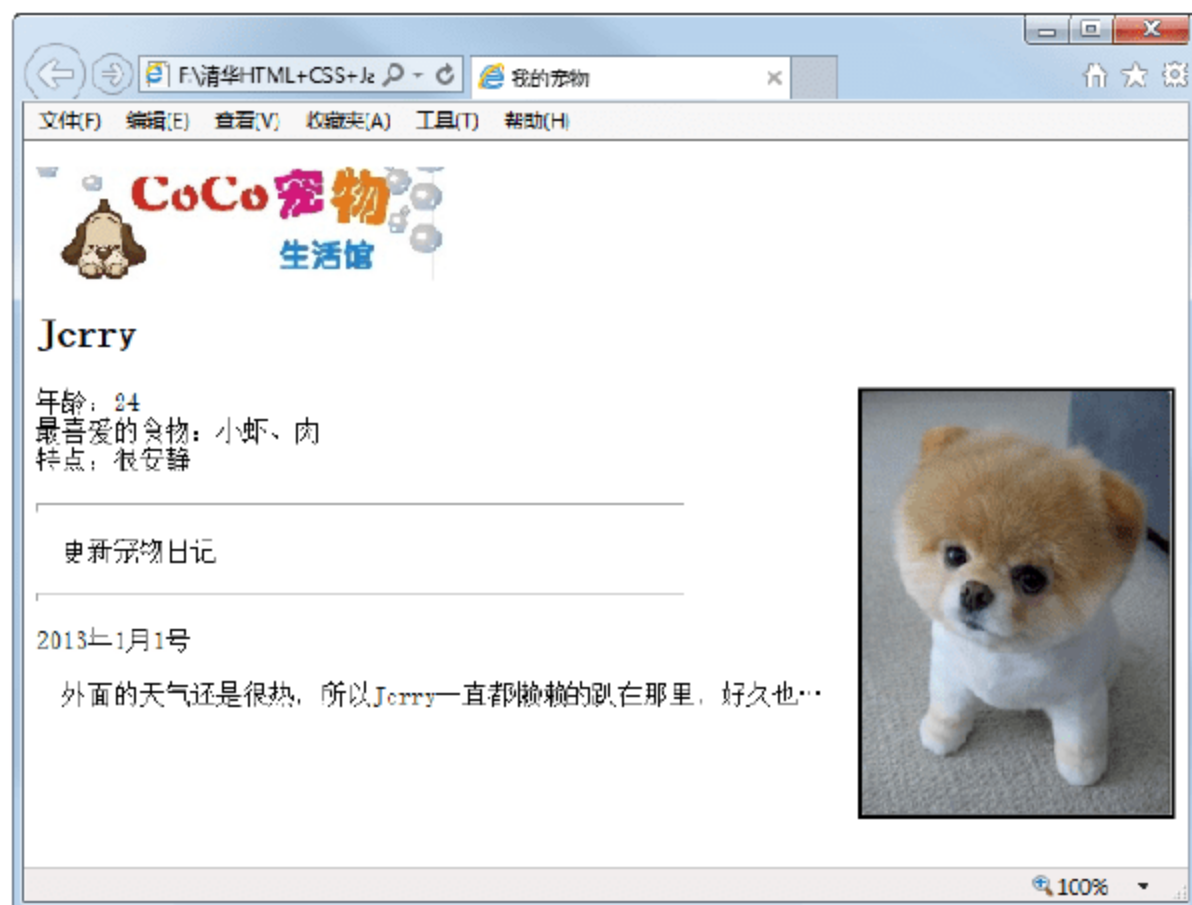 F:\清华HTML+CSS+Ja
我的宠物
文件(F) 编辑(E) 查看(V) 收藏夹(A) 工具(T) 帮助(H)
CoCo宠物
生活馆
Jerry
年龄：24
最喜爱的食物：小虾、肉
特点：很安静
更新宠物日记
2013年1月1号
外面的天气还是很热，所以Jerry一直都懒懒的趴在那里，好久也…
100%